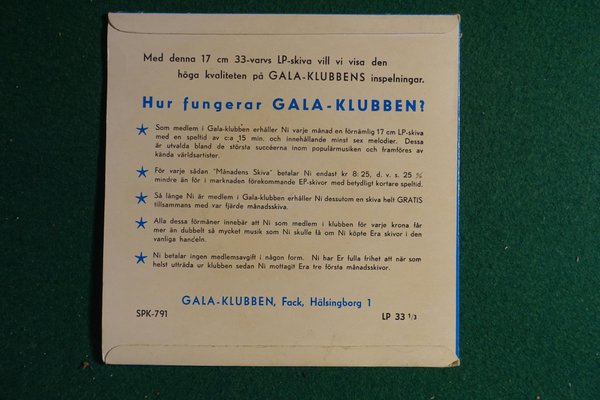 Med denna 17 cm 33-varvs LP-skiva vill vi visa den
höga kvaliteten på GALA-KLUBBENS inspelningar.
Hur fungerar GALA-KLUBBEN?
Som medlem i Gala-klubben erhåller Ni varje månad en förnämlig 17 cm LP-skiva
med en speltid av c:a 15 min. och innehållande minst sex melodier. Dessa
är utvalda bland de största succéerna inom populärmusiken och framföres av
kända världsartister.
För varje sådan "Månadens Skiva" betalar Ni endast kr 8:25, d. v. s. 25 %
mindre än för i marknaden förekommande EP-skivor med betydligt kortare speltid.
Så länge Ni är medlem i Gala-klubben erhåller Ni dessutom en skiva helt GRATIS
tillsammans med var fjärde månadsskiva.
Alla dessa förmåner innebär att Ni som medlem i klubben för varje krona får
mer än dubbelt så mycket musik som Ni skulle få om Ni köpte Era skivor i den
vanliga handeln.
Ni betalar ingen medlemsavgift i någon form. Ni har Er fulla frihet att när som
helst utträda ur klubben sedan Ni mottagit Era tre första månadsskivor.
GALA-KLUBBEN, Fack, Hälsingborg 1
SPK-791
LP 33 1/3